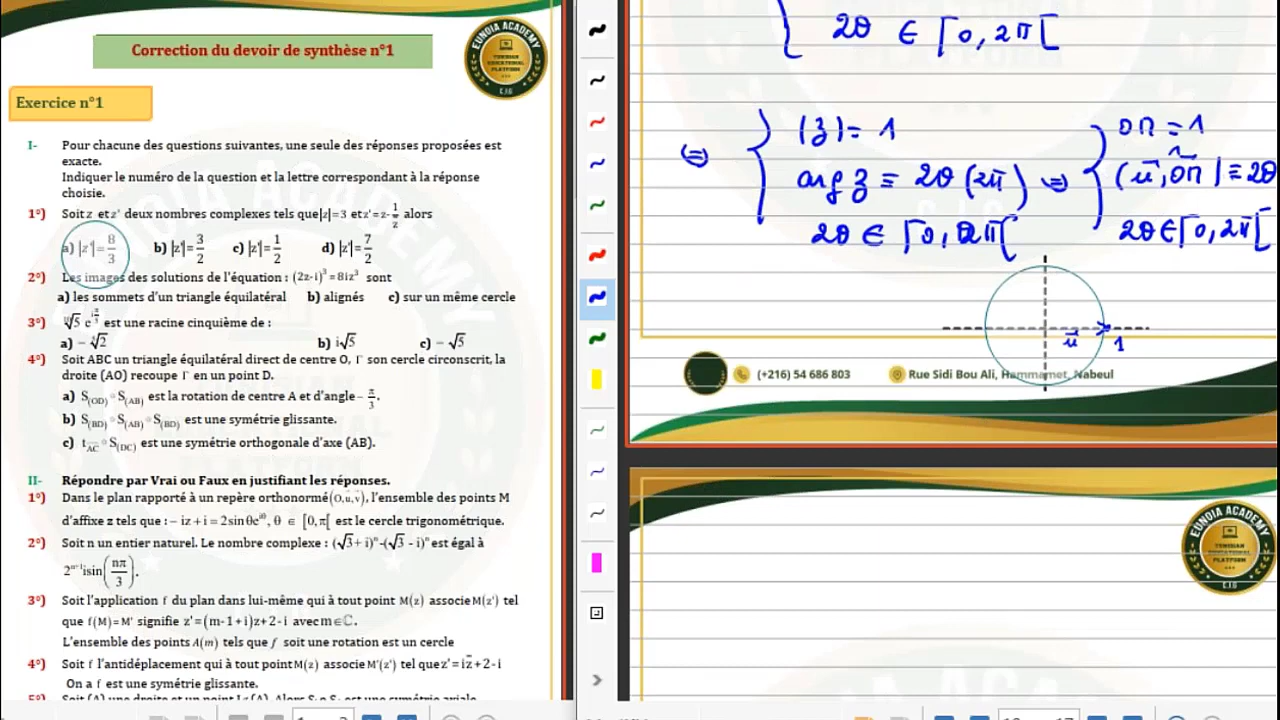 Correction du devoir de synthèse n°1
EUNOIA ACADEMY
TUNISIAN EDUCATIONAL PLATFORM
Exercice n°1
I- Pour chacune des questions suivantes, une seule des réponses proposées est
exacte.
Indiquer le numéro de la question et la lettre correspondant à la réponse
choisie.
1°) Soit z et z' deux nombres complexes tels que |z|=3 et z'=z-1/z̄ alors
a) |z'|=8/3 b) |z'|=3/2 c) |z'|=1/2 d) |z'|=7/2
2°) Les images des solutions de l'équation : (2z-i)³=8iz³ sont
a) les sommets d'un triangle équilatéral b) alignés c) sur un même cercle
3°) est une racine cinquième de :
a) b) i√5 c) -√5
4°) Soit ABC un triangle équilatéral direct de centre O, Γ son cercle circonscrit, la
droite (AO) recoupe Γ en un point D.
a) S(OD)∘S(AB) est la rotation de centre A et d'angle -π/3.
b) S(BD)∘S(AB)∘S(BD) est une symétrie glissante.
c) t AC∘S(DC) est une symétrie orthogonale d'axe (AB).
II- Répondre par Vrai ou Faux en justifiant les réponses.
1°) Dans le plan rapporté à un repère orthonormé (O,u,v), l'ensemble des points M
d'affixe z tels que : -iz+i=2sinθe^iθ, θ ∈ [0,π[ est le cercle trigonométrique.
2°) Soit n un entier naturel. Le nombre complexe : (√3+i)ⁿ-(√3-i)ⁿ est égal à
2ⁿ⁺¹isin(nπ/3).
3°) Soit l'application f du plan dans lui-même qui à tout point M(z) associe M(z') tel
que f(M)=M' signifie z'=(m-1+i)z+2-i avec m∈ℂ.
L'ensemble des points A(m) tels que f soit une rotation est un cercle
4°) Soit f l'antidéplacement qui à tout point M(z) associe M'(z') tel que z'=iz̄+2-i
On a f est une symétrie glissante.
2θ ∈ [0, 2π[
⇔ |z| = 1
arg z ≡ 2θ (2π)
2θ ∈ [0, 2π[
⇔ OM = 1
(u, OM) ≡ 2θ
2θ ∈ [0, 2π[
u 1
(+216) 54 686 803 Rue Sidi Bou Ali, Hammamet, Nabeul
EUNOIA ACADEMY
TUNISIAN EDUCATIONAL PLATFORM